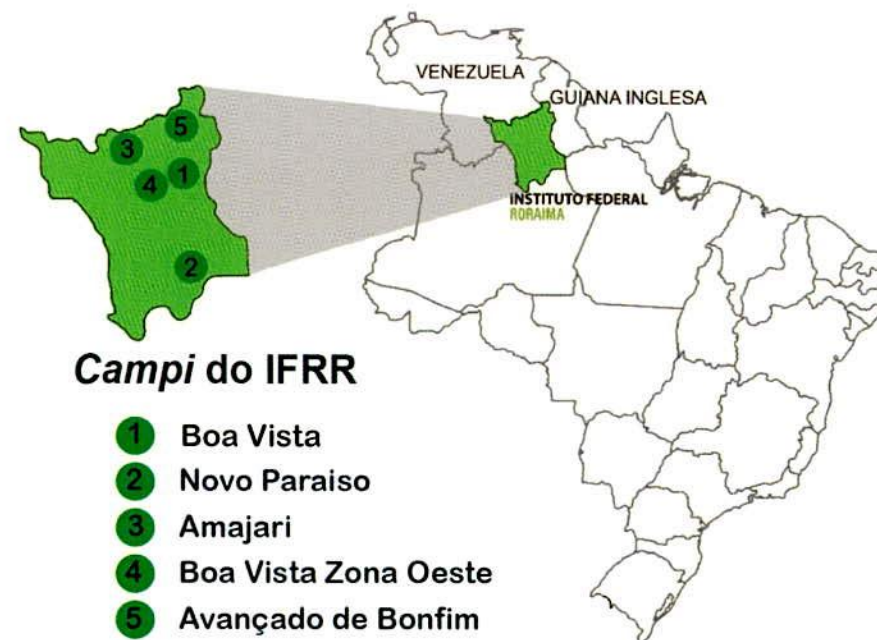 VENEZUELA
GUIANA INGLESA
INSTITUTO FEDERAL
RORAIMA
3
5
4
1
2
Campi do IFRR
1 Boa Vista
2 Novo Paraiso
3 Amajari
4 Boa Vista Zona Oeste
5 Avançado de Bonfim